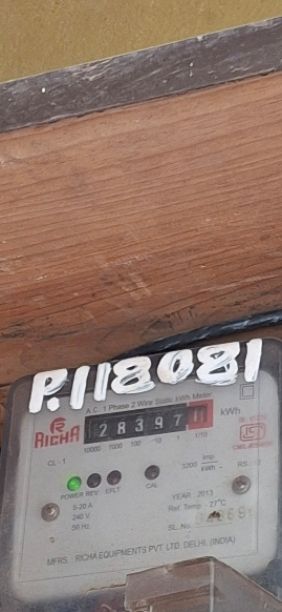 P.118081
A.C. 1 Phase 2 Wire Static kWh Meter
RICHA
28397
kWh
10000 1000 100 10 1 1/10
CL - 1
3200 Imp kWh
POWER REV EFLT CAL
5-20 A
240 V
50 Hz.
YEAR 2013
Ref. Temp. 27°C
SL. No.
MFRS : RICHA EQUIPMENTS PVT. LTD. DELHI. (INDIA)